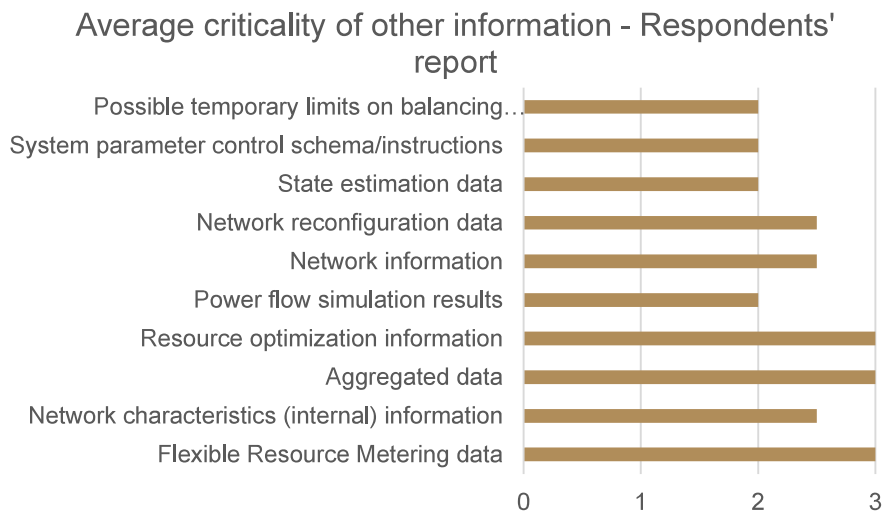 Average criticality of other information - Respondents'
report
Possible temporary limits on balancing…
System parameter control schema/instructions
State estimation data
Network reconfiguration data
Network information
Power flow simulation results
Resource optimization information
Aggregated data
Network characteristics (internal) information
Flexible Resource Metering data
0 1 2 3